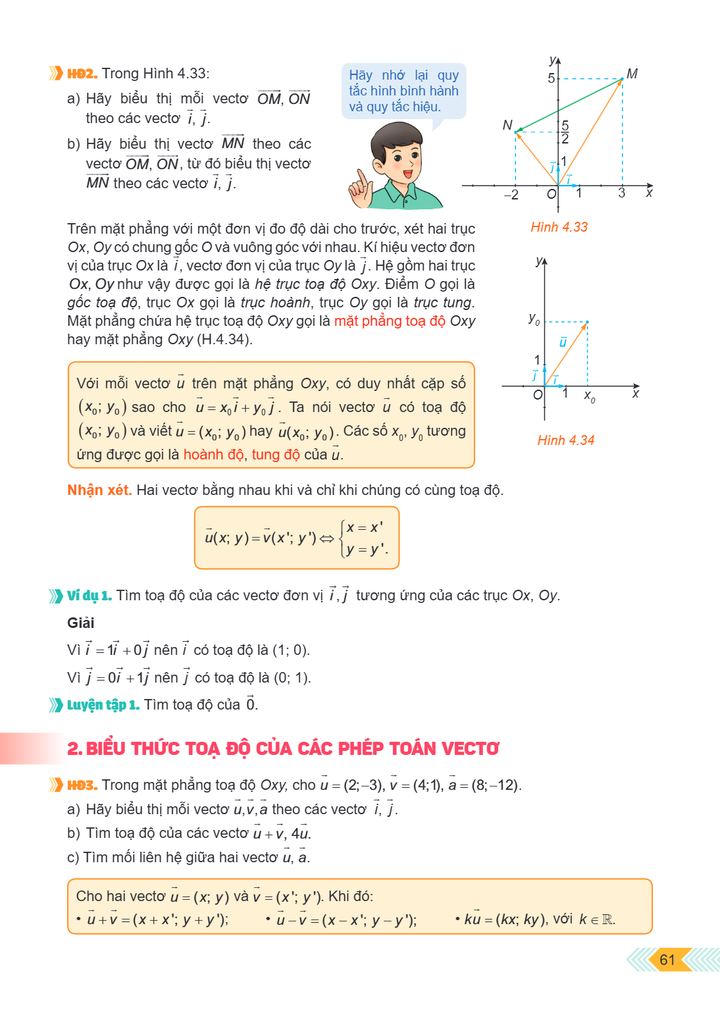 HĐ2. Trong Hình 4.33:
a) Hãy biểu thị mỗi vectơ $\overrightarrow{OM}, \overrightarrow{ON}$
theo các vectơ $\vec{i}, \vec{j}$.
b) Hãy biểu thị vectơ $\overrightarrow{MN}$ theo các
vectơ $\overrightarrow{OM}, \overrightarrow{ON}$, từ đó biểu thị vectơ
$\overrightarrow{MN}$ theo các vectơ $\vec{i}, \vec{j}$.
Hãy nhớ lại quy
tắc hình bình hành
và quy tắc hiệu.
y
5
M
N
5/2
1
$\vec{j}$
$\vec{i}$
–2 O 1 3 x
Hình 4.33
Trên mặt phẳng với một đơn vị đo độ dài cho trước, xét hai trục
Ox, Oy có chung gốc O và vuông góc với nhau. Kí hiệu vectơ đơn
vị của trục Ox là $\vec{i}$, vectơ đơn vị của trục Oy là $\vec{j}$. Hệ gồm hai trục
Ox, Oy như vậy được gọi là hệ trục toạ độ Oxy. Điểm O gọi là
gốc toạ độ, trục Ox gọi là trục hoành, trục Oy gọi là trục tung.
Mặt phẳng chứa hệ trục toạ độ Oxy gọi là mặt phẳng toạ độ Oxy
hay mặt phẳng Oxy (H.4.34).
y
y₀
$\vec{u}$
1
$\vec{j}$
$\vec{i}$
O 1 x₀ x
Hình 4.34
Với mỗi vectơ $\vec{u}$ trên mặt phẳng Oxy, có duy nhất cặp số
(x₀; y₀) sao cho $\vec{u} = x_0\vec{i} + y_0\vec{j}$. Ta nói vectơ $\vec{u}$ có toạ độ
(x₀; y₀) và viết $\vec{u}$ = (x₀; y₀) hay $\vec{u}$(x₀; y₀). Các số x₀, y₀ tương
ứng được gọi là hoành độ, tung độ của $\vec{u}$.
Nhận xét. Hai vectơ bằng nhau khi và chỉ khi chúng có cùng toạ độ.
$\vec{u}(x; y) = \vec{v}(x'; y') \Leftrightarrow \begin{cases} x = x' \\ y = y'. \end{cases}$
Ví dụ 1. Tìm toạ độ của các vectơ đơn vị $\vec{i}, \vec{j}$ tương ứng của các trục Ox, Oy.
Giải
Vì $\vec{i} = 1\vec{i} + 0\vec{j}$ nên $\vec{i}$ có toạ độ là (1; 0).
Vì $\vec{j} = 0\vec{i} + 1\vec{j}$ nên $\vec{j}$ có toạ độ là (0; 1).
Luyện tập 1. Tìm toạ độ của $\vec{0}$.
2. BIỂU THỨC TOẠ ĐỘ CỦA CÁC PHÉP TOÁN VECTƠ
HĐ3. Trong mặt phẳng toạ độ Oxy, cho $\vec{u}$ = (2;–3), $\vec{v}$ = (4;1), $\vec{a}$ = (8;–12).
a) Hãy biểu thị mỗi vectơ $\vec{u}, \vec{v}, \vec{a}$ theo các vectơ $\vec{i}, \vec{j}$.
b) Tìm toạ độ của các vectơ $\vec{u} + \vec{v}, 4\vec{u}$.
c) Tìm mối liên hệ giữa hai vectơ $\vec{u}, \vec{a}$.
Cho hai vectơ $\vec{u}$ = (x; y) và $\vec{v}$ = (x'; y'). Khi đó:
• $\vec{u} + \vec{v}$ = (x + x'; y + y'); • $\vec{u} - \vec{v}$ = (x – x'; y – y'); • $k\vec{u}$ = (kx; ky), với k ∈ ℝ.
61